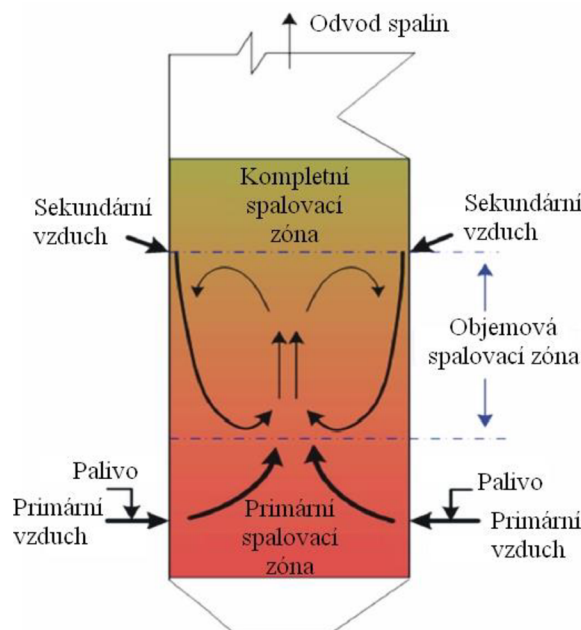 Odvod spalin
Kompletní
spalovací
zóna
Sekundární
vzduch
Sekundární
vzduch
Objemová
spalovací zóna
Palivo
Primární
vzduch
Primární
spalovací
zóna
Palivo
Primární
vzduch